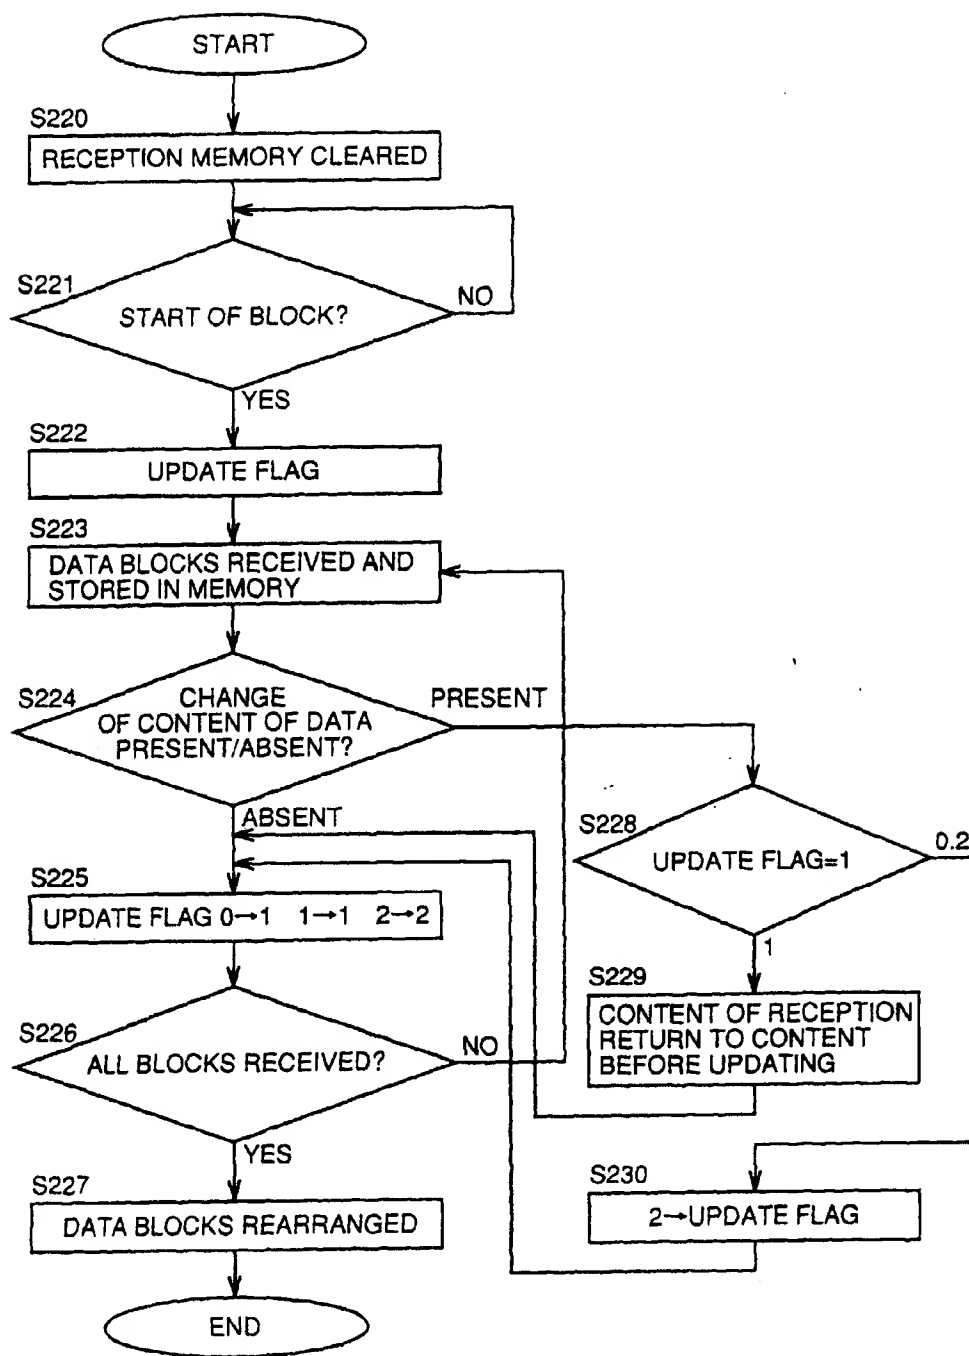 START
S220
RECEPTION MEMORY CLEARED
S221
START OF BLOCK?
NO
YES
S222
UPDATE FLAG
S223
DATA BLOCKS RECEIVED AND
STORED IN MEMORY
S224
CHANGE
OF CONTENT OF DATA
PRESENT/ABSENT?
PRESENT
ABSENT
S228
UPDATE FLAG=1
0.2
1
S225
UPDATE FLAG 0→1 1→1 2→2
S229
CONTENT OF RECEPTION
RETURN TO CONTENT
BEFORE UPDATING
S226
ALL BLOCKS RECEIVED?
NO
YES
S230
2→UPDATE FLAG
S227
DATA BLOCKS REARRANGED
END